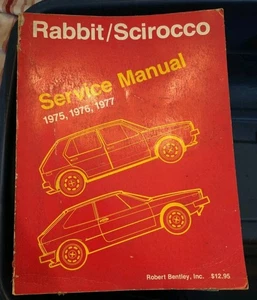 Rabbit/Scirocco
Service Manual
1975, 1976, 1977
Robert Bentley, Inc. $12.95